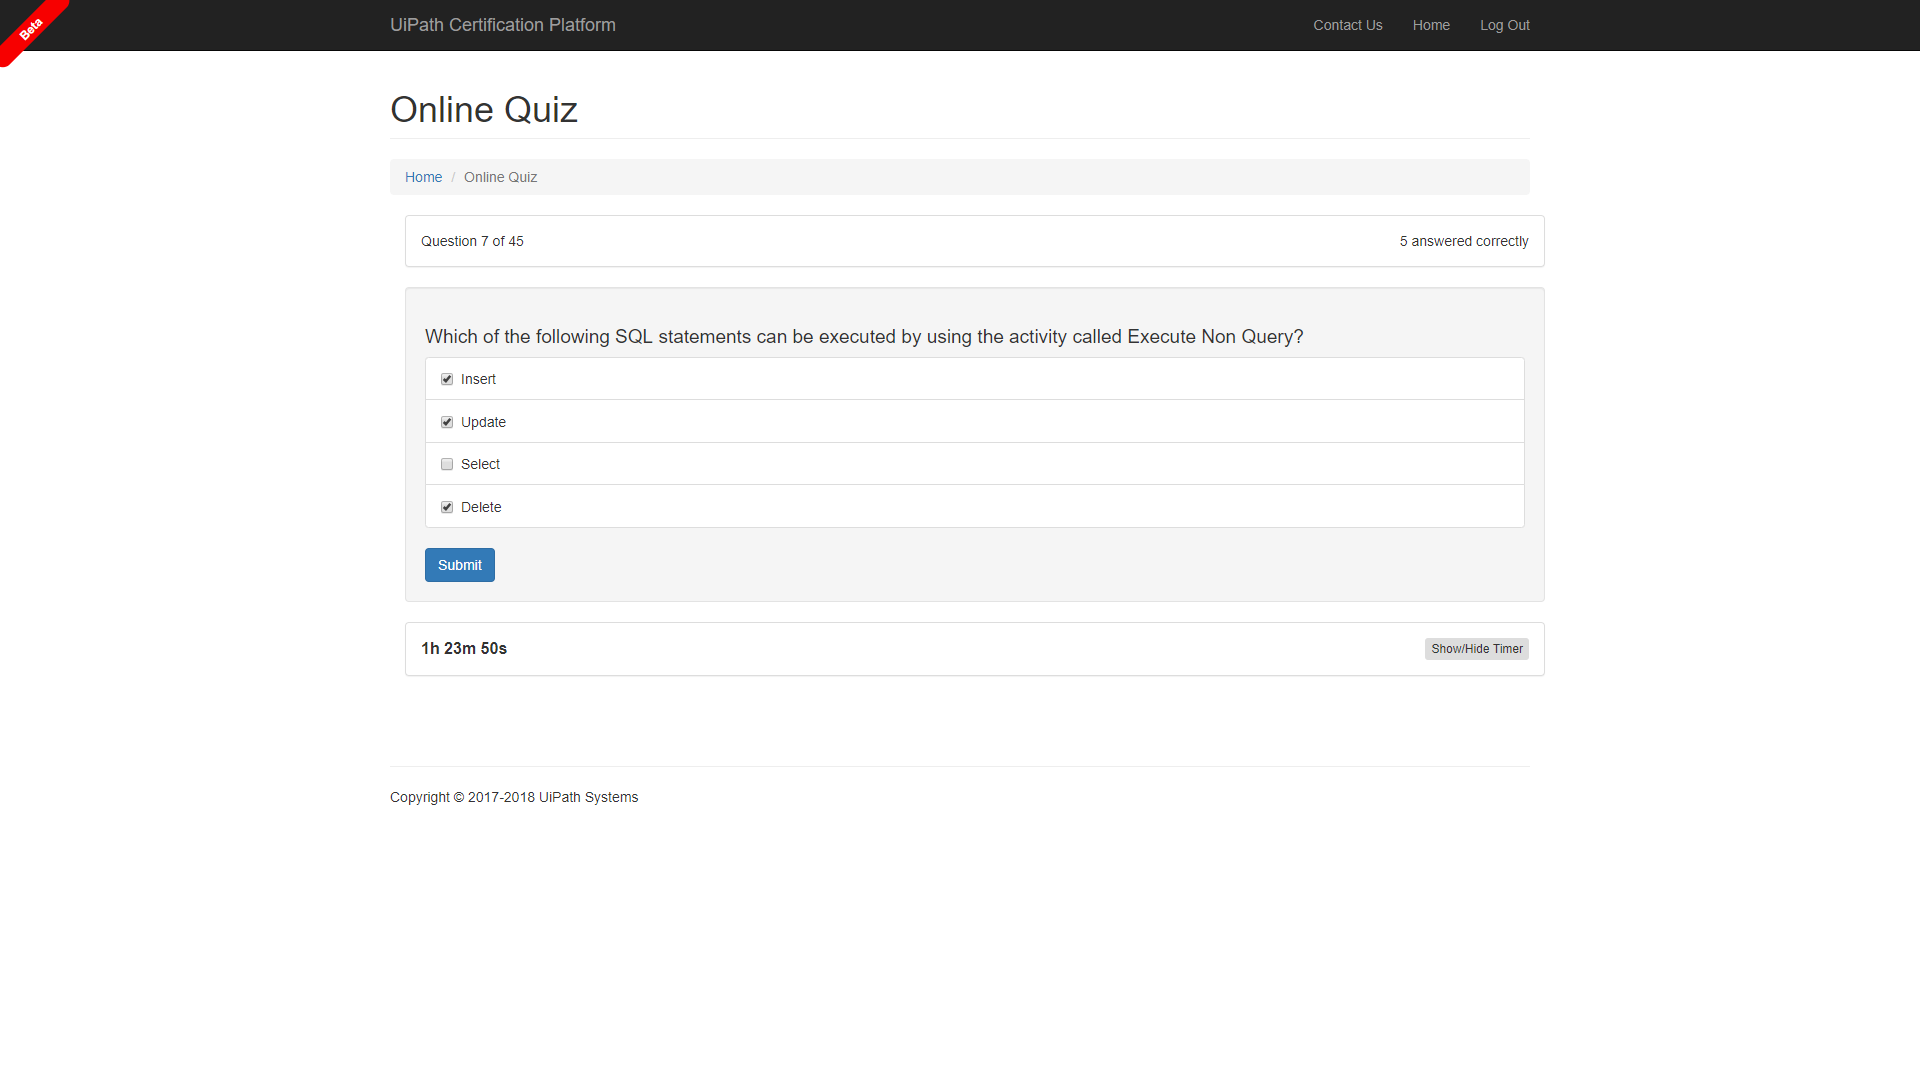 Beta
UiPath Certification Platform
Contact Us Home Log Out
Online Quiz
Home / Online Quiz
Question 7 of 45 5 answered correctly
Which of the following SQL statements can be executed by using the activity called Execute Non Query?
Insert
Update
Select
Delete
Submit
1h 23m 50s Show/Hide Timer
Copyright © 2017-2018 UiPath Systems